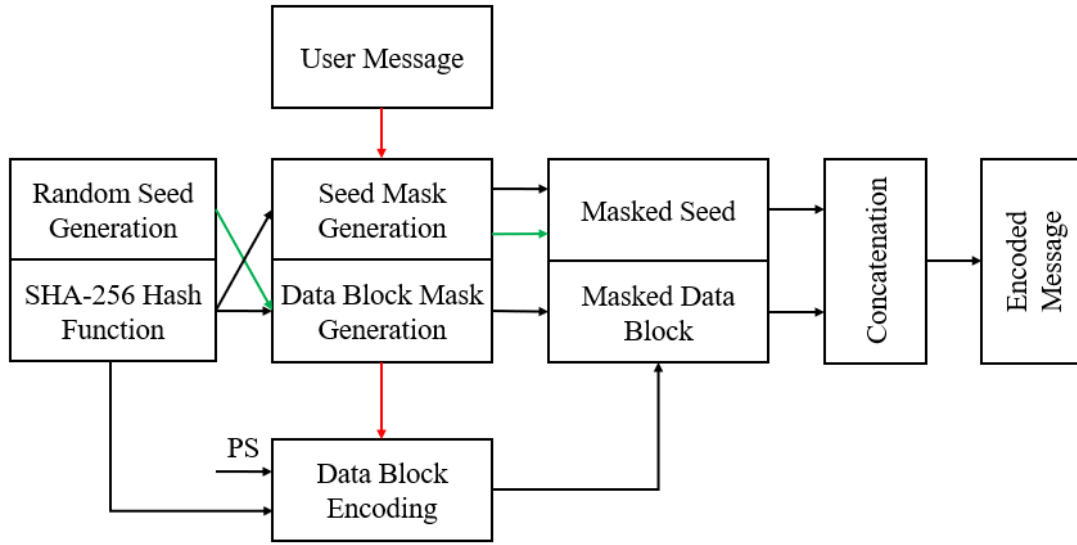 User Message
Random Seed
Generation
SHA-256 Hash
Function
Seed Mask
Generation
Data Block Mask
Generation
Masked Seed
Masked Data
Block
Concatenation
Encoded
Message
PS
Data Block
Encoding